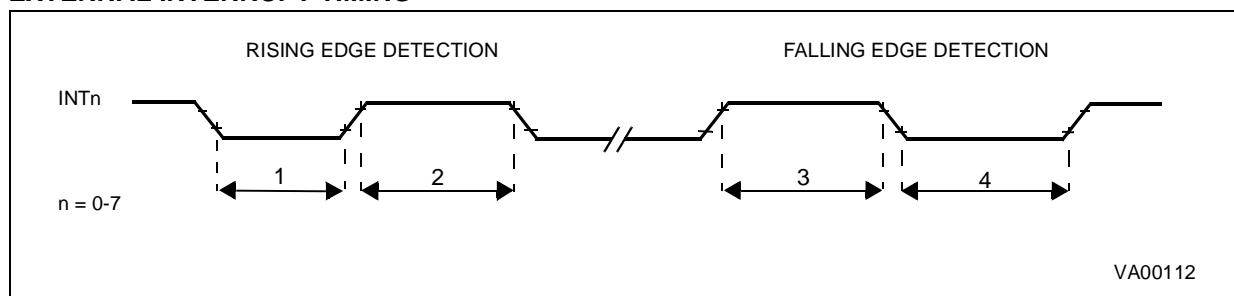 RISING EDGE DETECTION
FALLING EDGE DETECTION
INTn
1
2
3
4
n = 0-7
VA00112